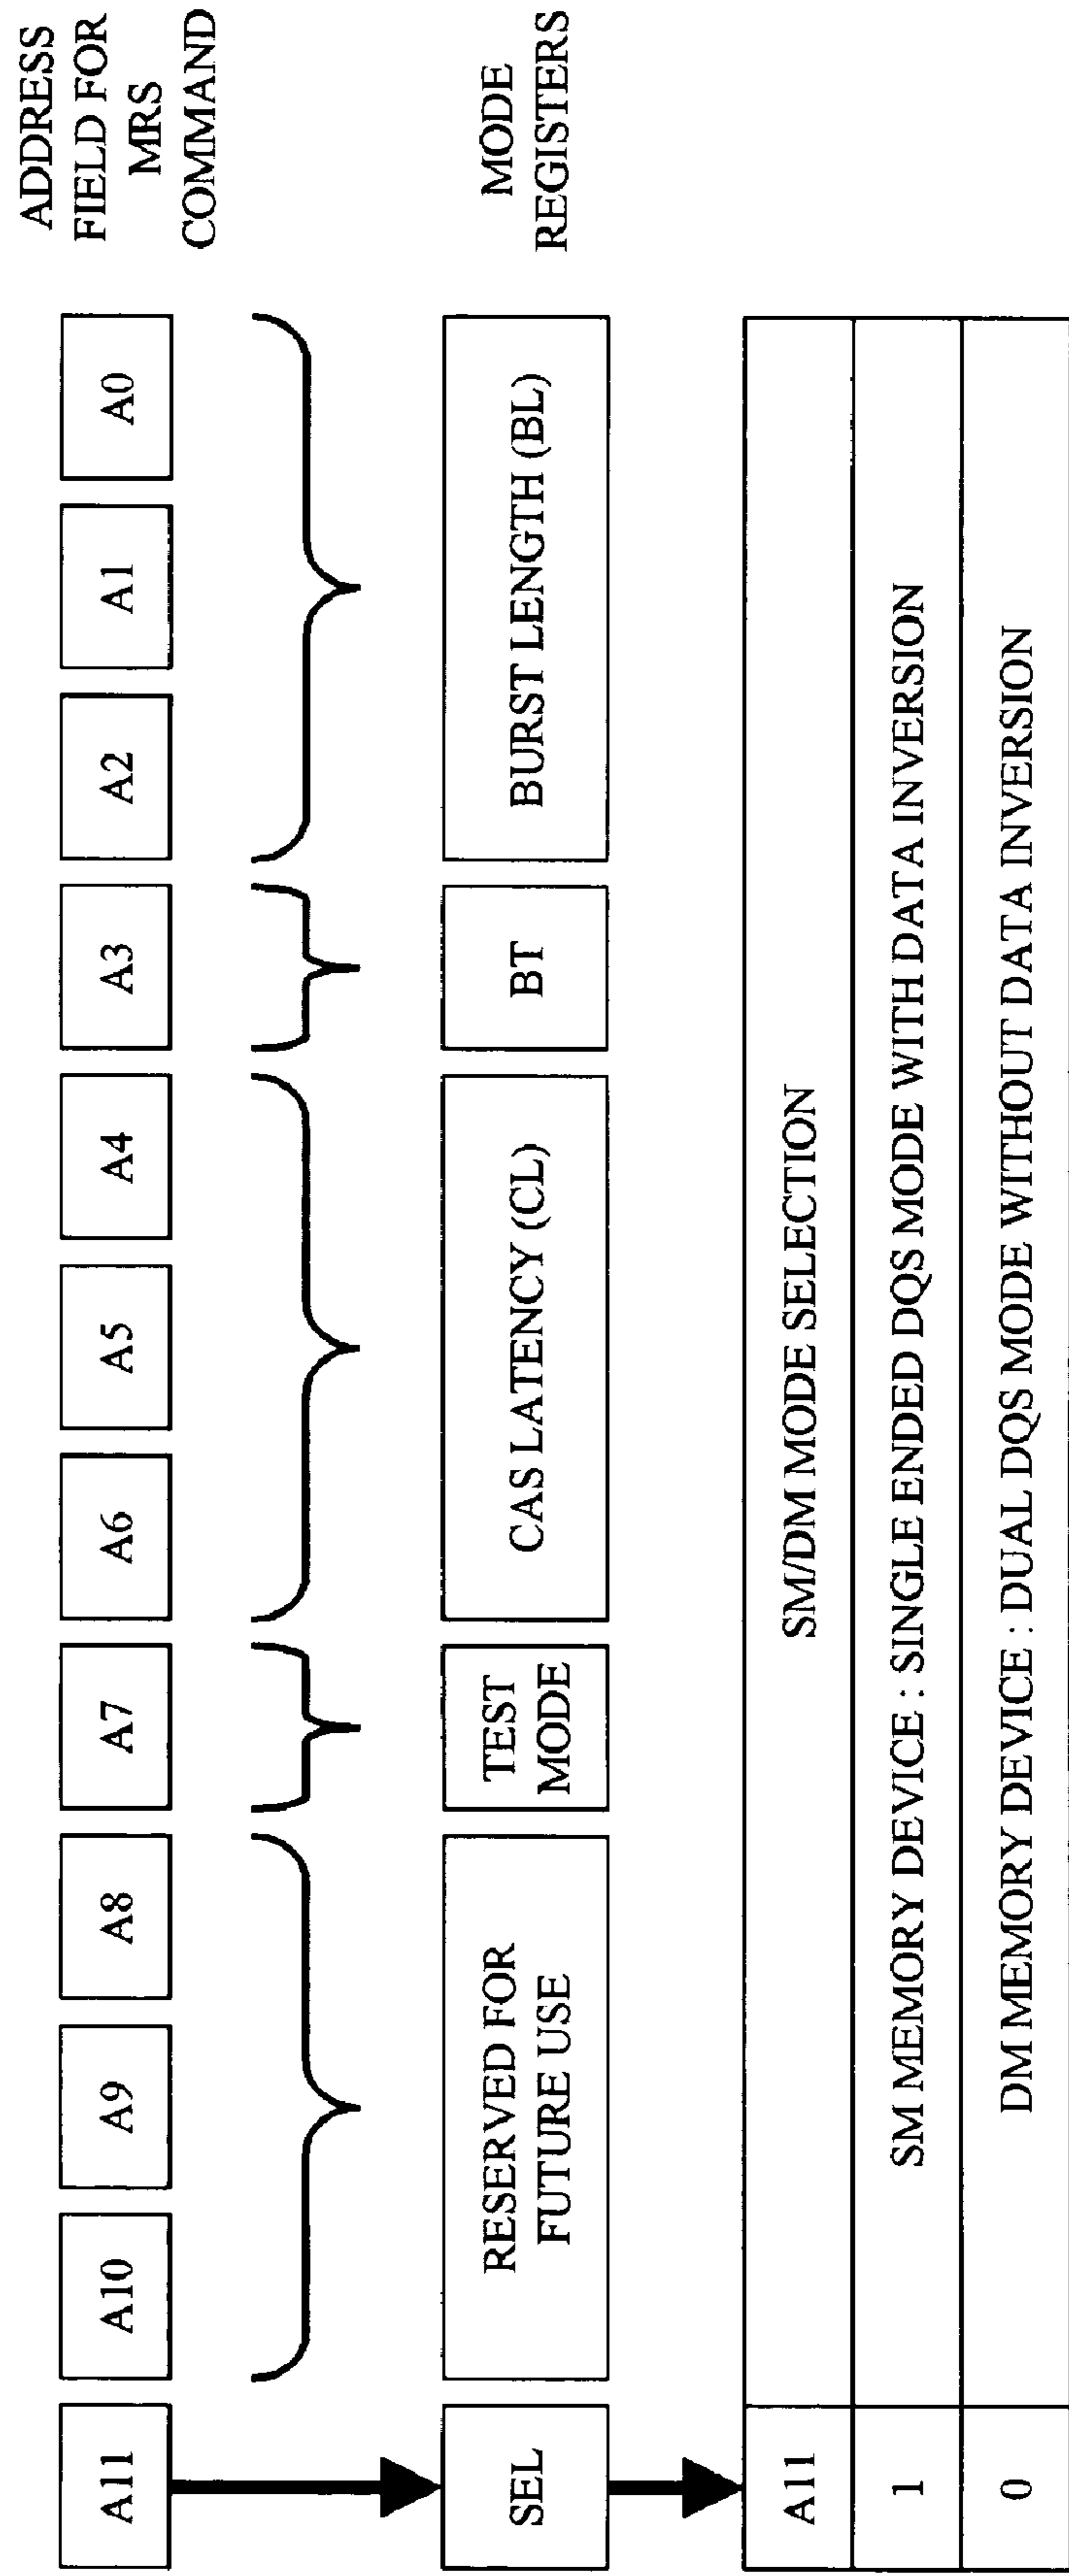 A11
A10
A9
A8
A7
A6
A5
A4
A3
A2
A1
A0
ADDRESS
FIELD FOR
MRS
COMMAND
SEL
RESERVED FOR
FUTURE USE
TEST
MODE
CAS LATENCY (CL)
BT
BURST LENGTH (BL)
MODE
REGISTERS
A11
SM/DM MODE SELECTION
1
SM MEMORY DEVICE : SINGLE ENDED DQS MODE WITH DATA INVERSION
0
DM MEMORY DEVICE : DUAL DQS MODE WITHOUT DATA INVERSION